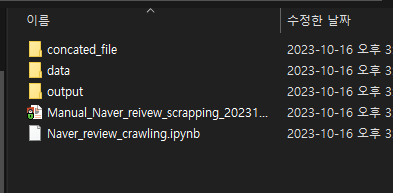 이름 수정한 날짜
concated_file 2023-10-16 오후 3
data 2023-10-16 오후 3
output 2023-10-16 오후 3
Manual_Naver_reivew_scrapping_20231... 2023-10-16 오후 3
Naver_review_crawling.ipynb 2023-10-16 오후 3